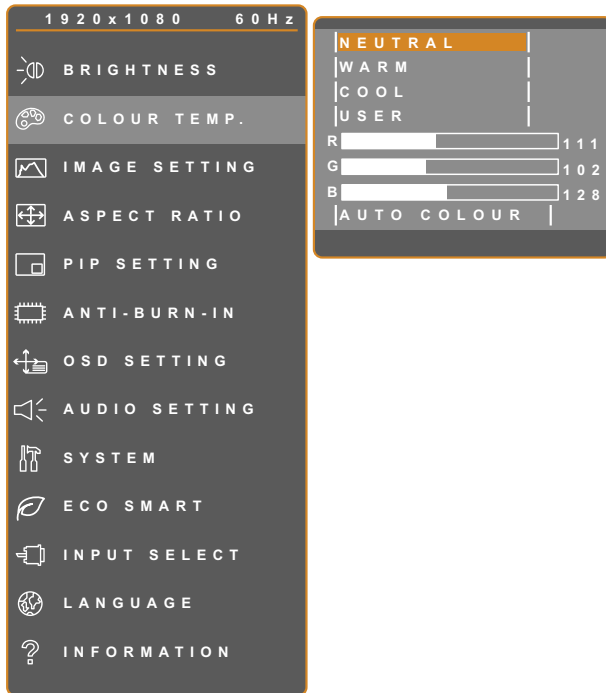 1920x1080 60Hz
BRIGHTNESS
COLOUR TEMP.
IMAGE SETTING
ASPECT RATIO
PIP SETTING
ANTI-BURN-IN
OSD SETTING
AUDIO SETTING
SYSTEM
ECO SMART
INPUT SELECT
LANGUAGE
INFORMATION
NEUTRAL
WARM
COOL
USER
R 111
G 102
B 128
AUTO COLOUR